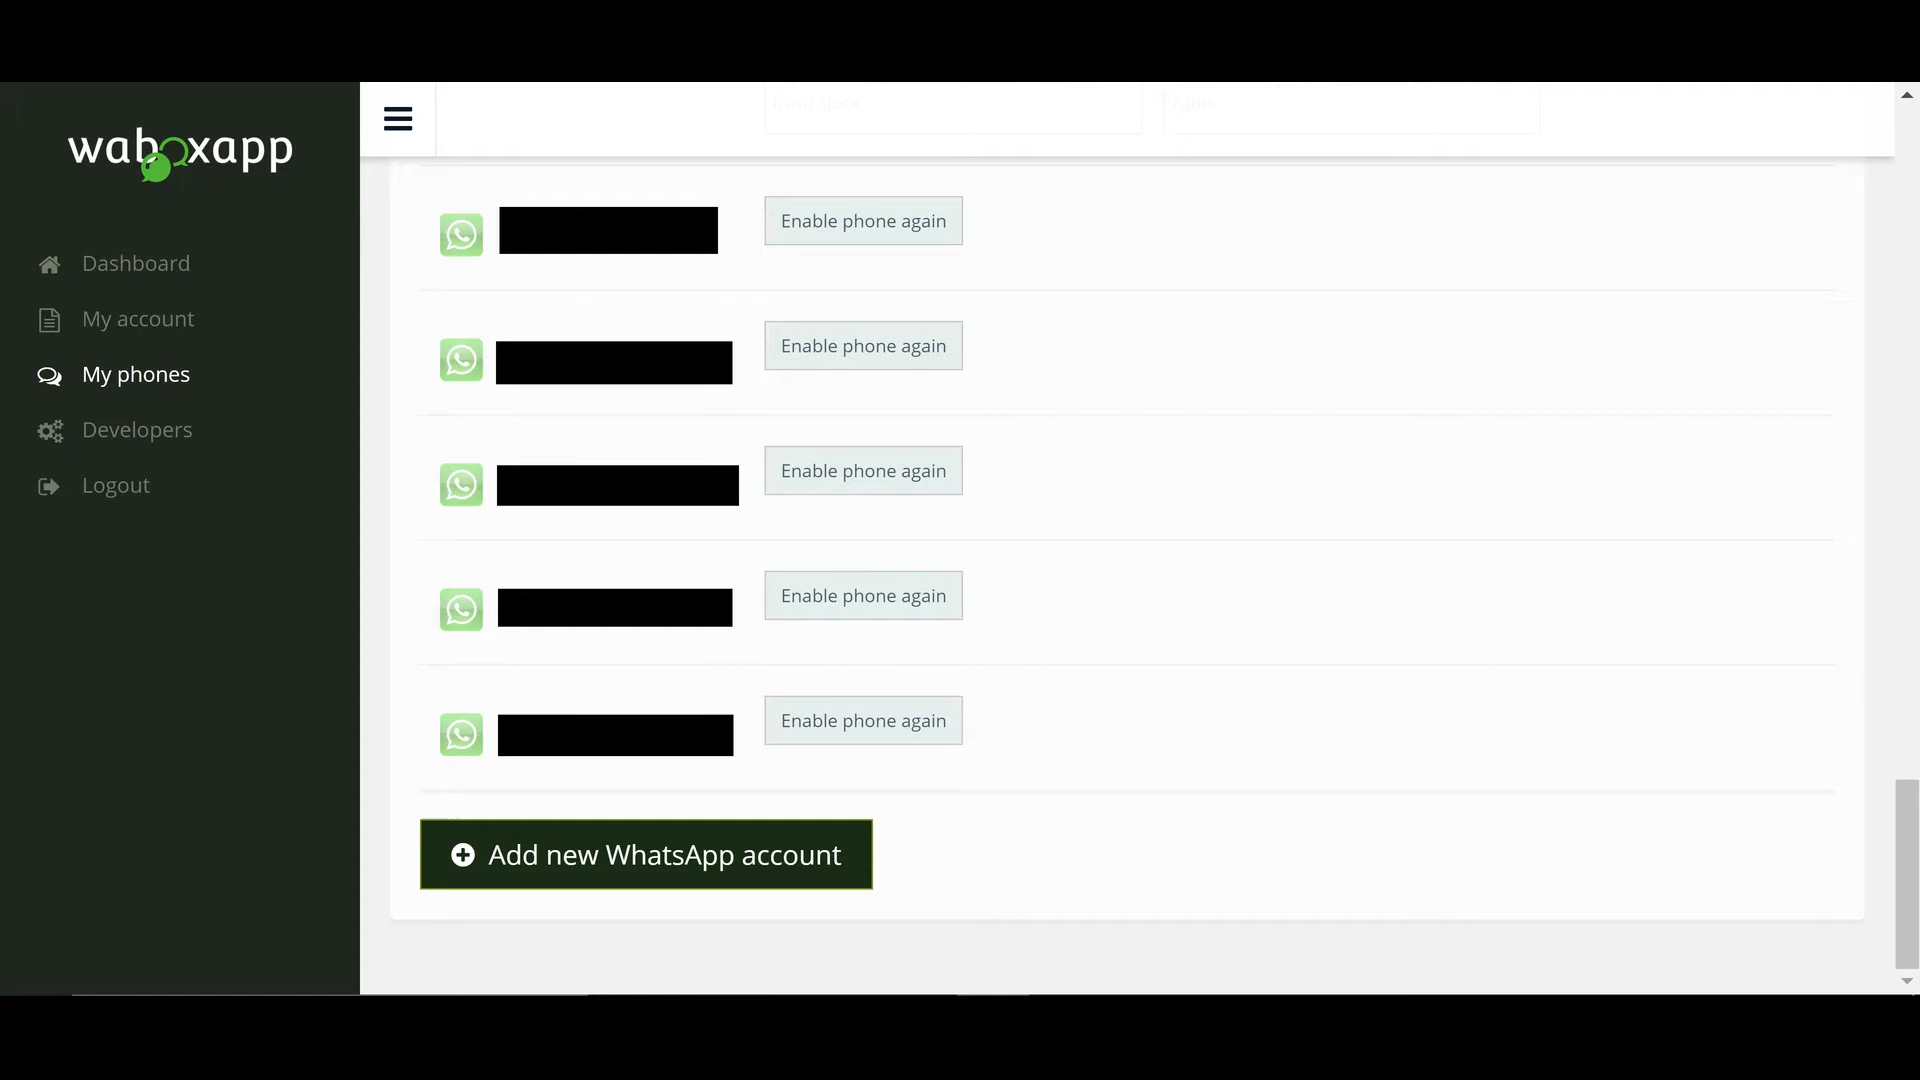 waboxapp
Dashboard
My account
My phones
Developers
Logout
Enable phone again
Enable phone again
Enable phone again
Enable phone again
Enable phone again
Add new WhatsApp account